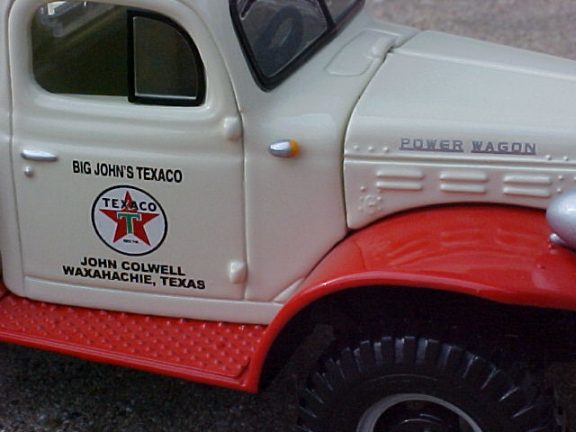 POWER WAGON
BIG JOHN'S TEXACO
TEXACO
T
JOHN COLWELL
WAXAHACHIE, TEXAS